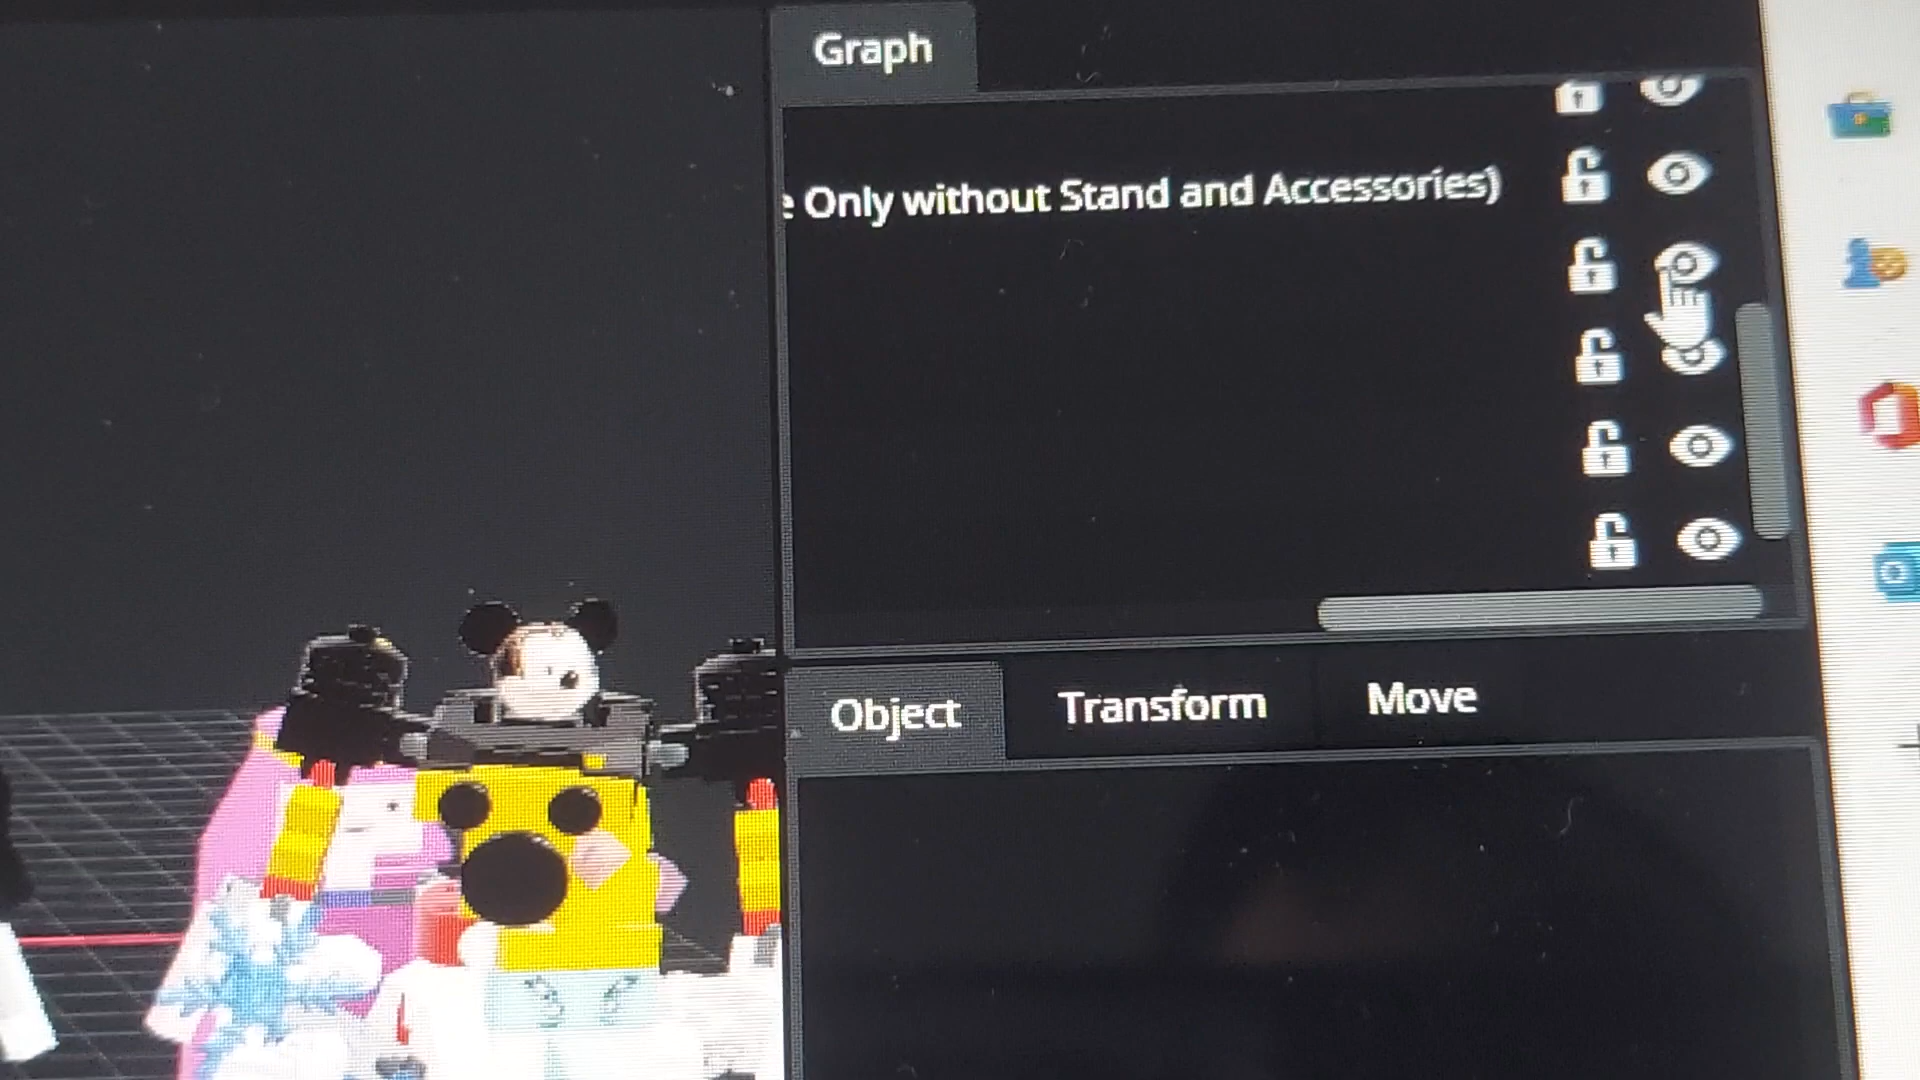 Graph
e Only without Stand and Accessories)
Object
Transform
Move